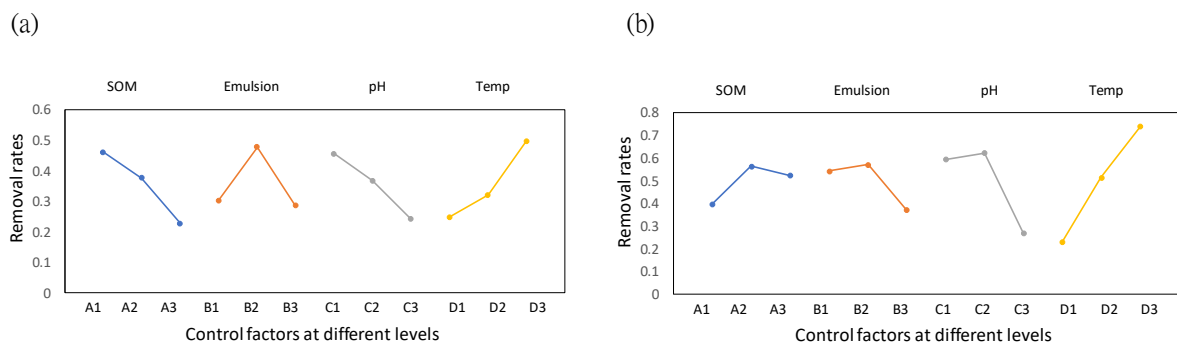 (a)
SOM Emulsion pH Temp
0.6
0.5
0.4
0.3
0.2
0.1
0
Removal rates
A1 A2 A3 B1 B2 B3 C1 C2 C3 D1 D2 D3
Control factors at different levels
(b)
SOM Emulsion pH Temp
0.8
0.7
0.6
0.5
0.4
0.3
0.2
0.1
0
Removal rates
A1 A2 A3 B1 B2 B3 C1 C2 C3 D1 D2 D3
Control factors at different levels